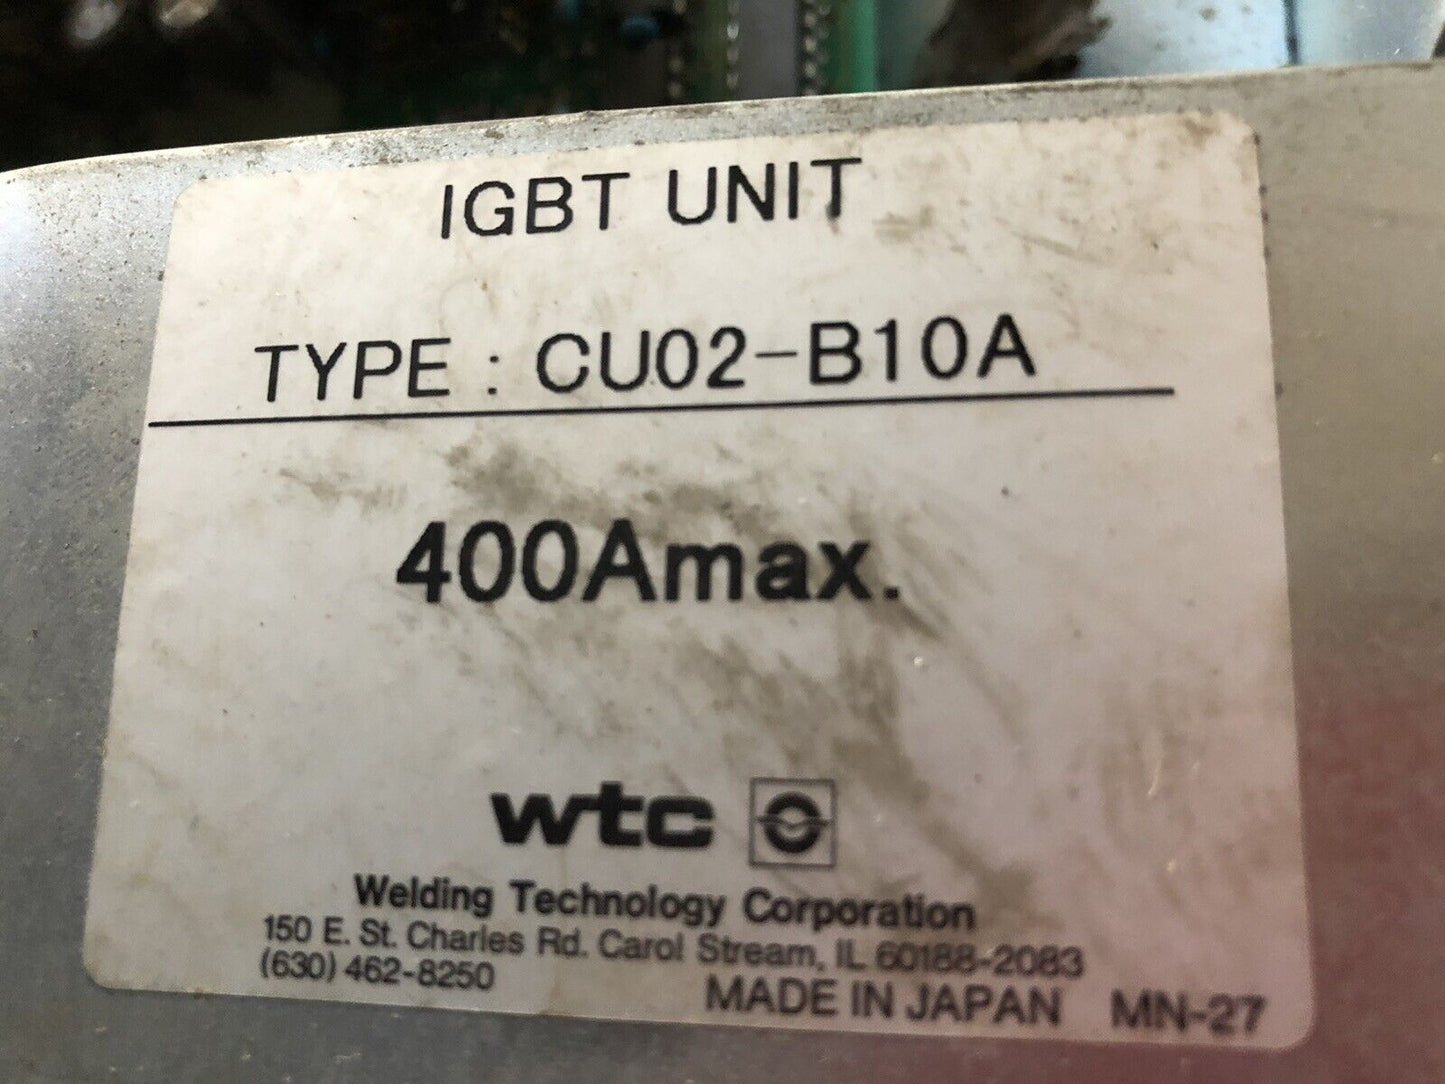 IGBT UNIT
TYPE : CU02-B10A
400Amax.
wtc
Welding Technology Corporation
150 E. St. Charles Rd. Carol Stream, IL 60188-2083
(630) 462-8250
MADE IN JAPAN MN-27